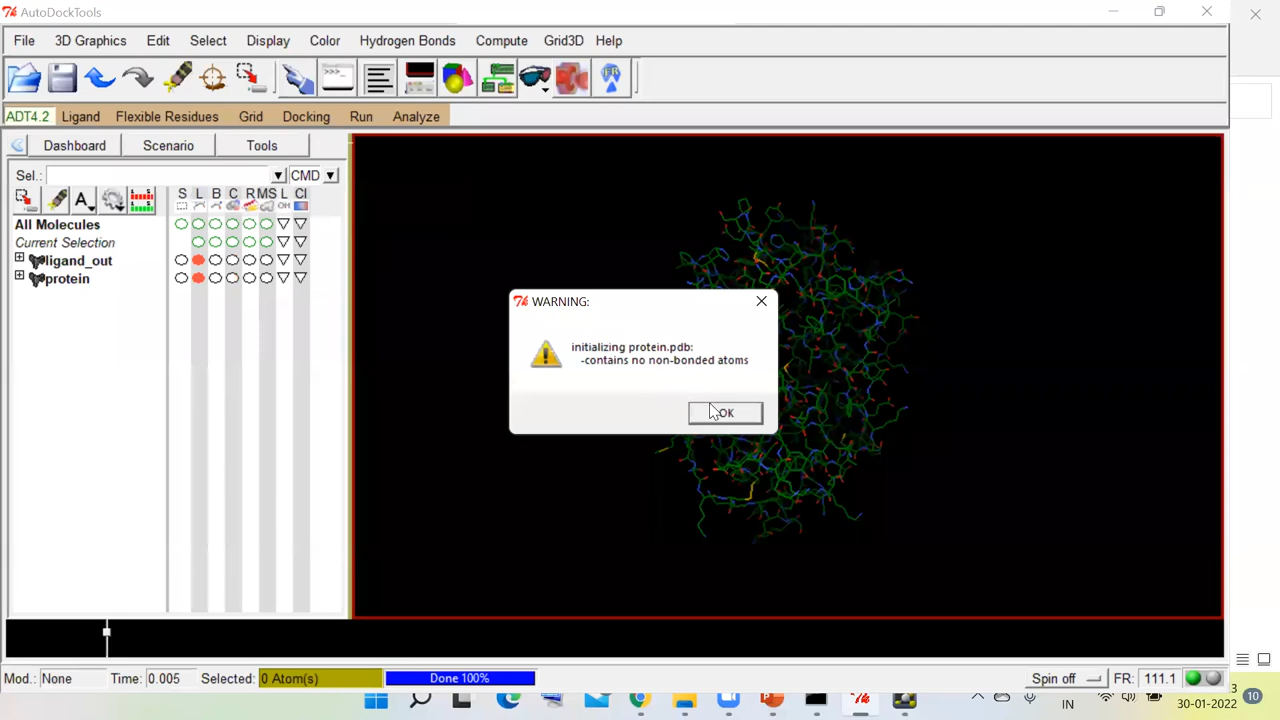 AutoDockTools
File 3D Graphics Edit Select Display Color Hydrogen Bonds Compute Grid3D Help
FR
ADT4.2 Ligand Flexible Residues Grid Docking Run Analyze
Dashboard Scenario Tools
Sel.: CMD
A
S L B C R MS L Cl
All Molecules
Current Selection
ligand_out
protein
WARNING:
initializing protein.pdb:
-contains no non-bonded atoms
OK
Mod.: None Time: 0.005 Selected: 0 Atom(s) Done 100% Spin off FR: 111.1
IN
30-01-2022
3
10